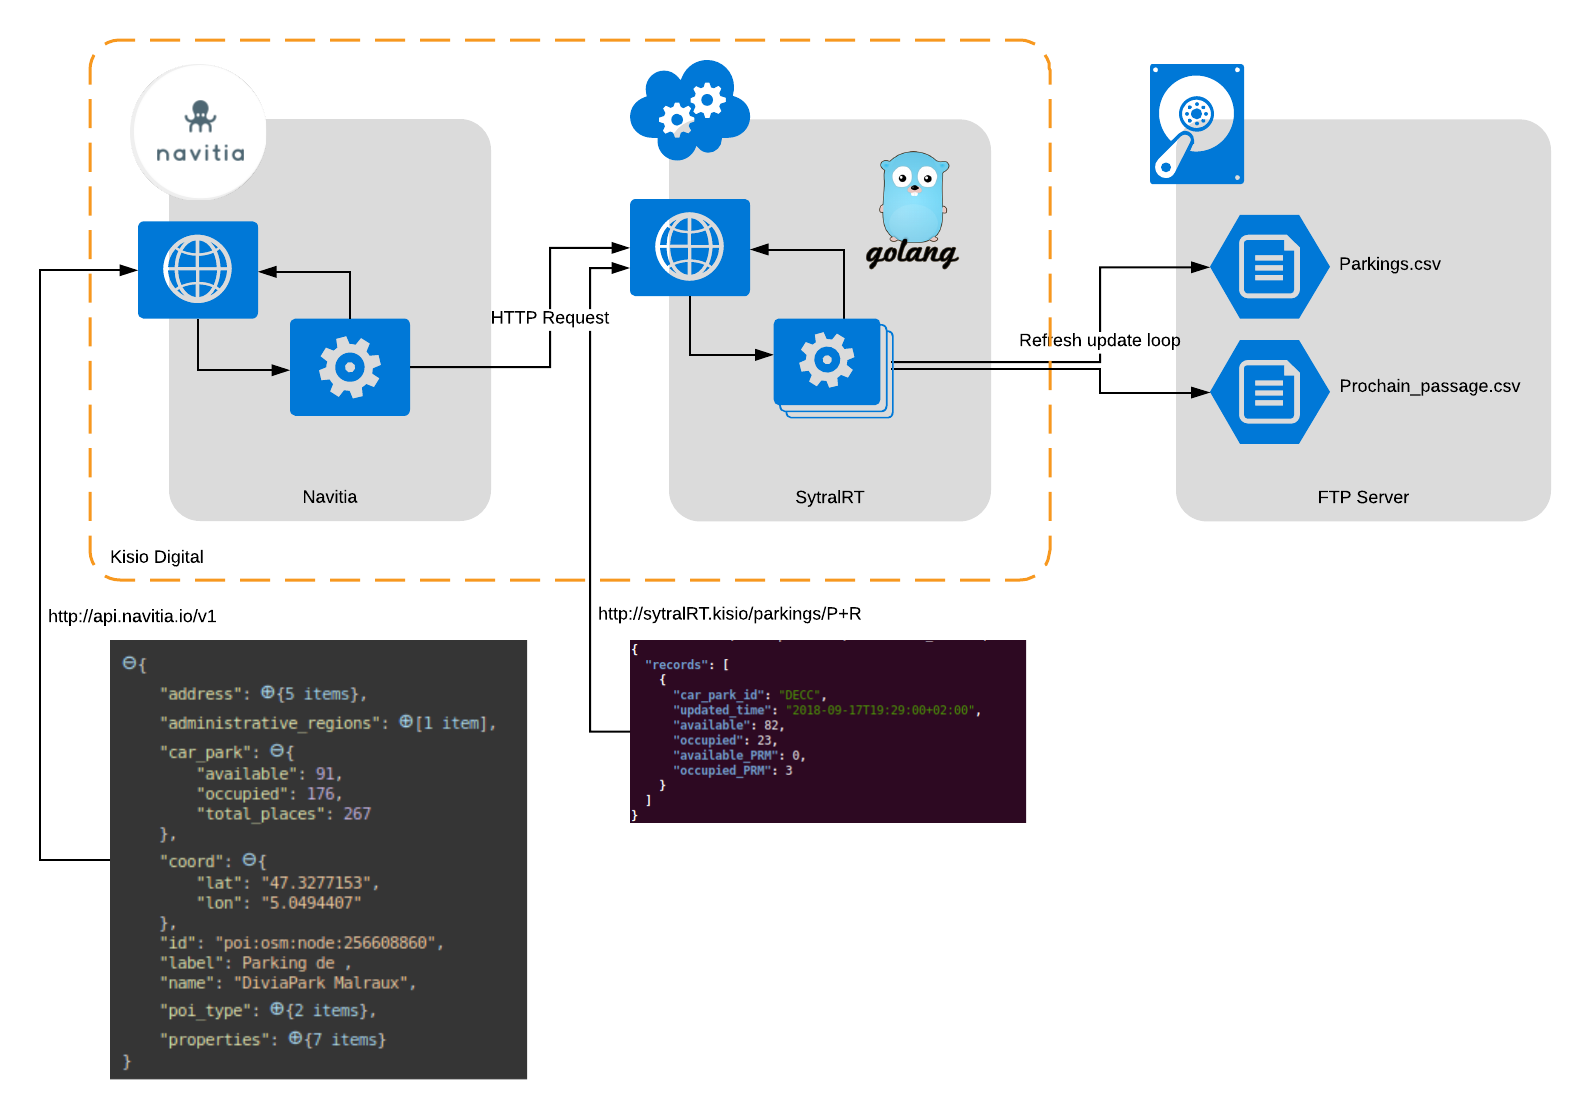 navitia
golang
HTTP Request
Refresh update loop
Parkings.csv
Prochain_passage.csv
Navitia
SytralRT
FTP Server
Kisio Digital
http://api.navitia.io/v1
{
"address": {5 items},
"administrative_regions": [1 item],
"car_park": {
"available": 91,
"occupied": 176,
"total_places": 267
},
"coord": {
"lat": "47.3277153",
"lon": "5.0494407"
},
"id": "poi:osm:node:256608860",
"label": Parking de ,
"name": "DiviaPark Malraux",
"poi_type": {2 items},
"properties": {7 items}
}
http://sytralRT.kisio/parkings/P+R
{
"records": [
{
"car_park_id": "DECC",
"updated_time": "2018-09-17T19:29:00+02:00",
"available": 82,
"occupied": 23,
"available_PRM": 0,
"occupied_PRM": 3
}
]
}